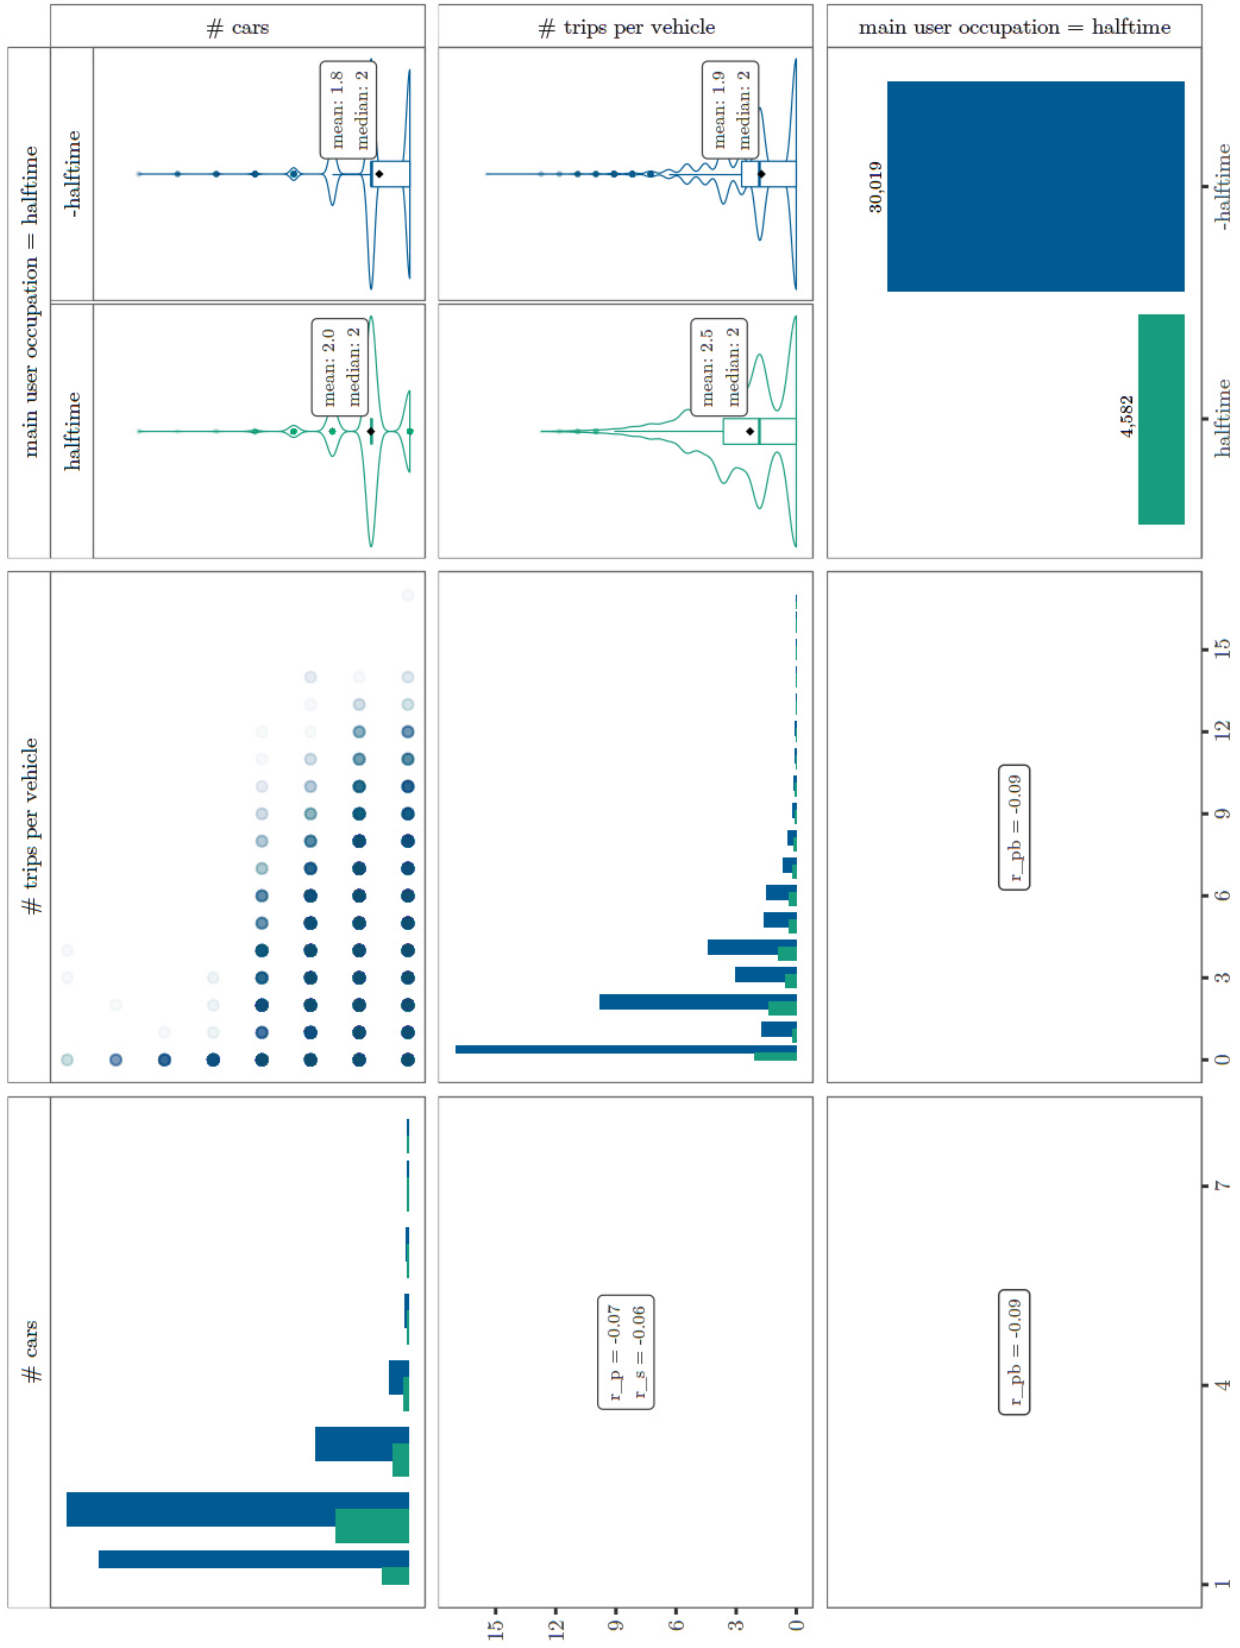 # cars
# trips per vehicle
main user occupation = halftime
halftime
-halftime
mean: 2.0
median: 2
mean: 1.8
median: 2
# cars
15
12
9
6
3
0
r_p = -0.07
r_s = -0.06
mean: 2.5
median: 2
mean: 1.9
median: 2
# trips per vehicle
r_pb = -0.09
r_pb = -0.09
4,582
30,019
main user occupation = halftime
1
4
7
0
3
6
9
12
15
halftime
-halftime